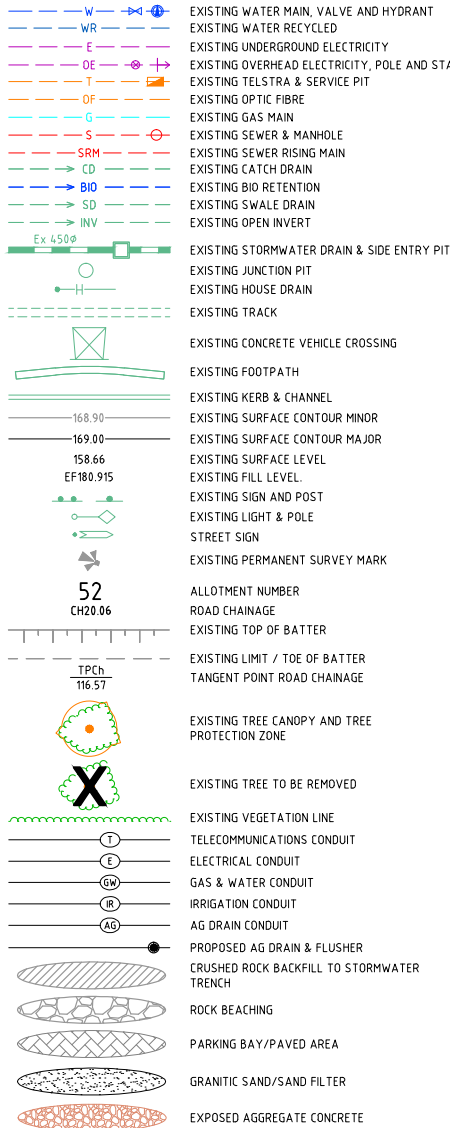 W EXISTING WATER MAIN, VALVE AND HYDRANT
WR EXISTING WATER RECYCLED
E EXISTING UNDERGROUND ELECTRICITY
OE EXISTING OVERHEAD ELECTRICITY, POLE AND STA
T EXISTING TELSTRA & SERVICE PIT
OF EXISTING OPTIC FIBRE
G EXISTING GAS MAIN
S EXISTING SEWER & MANHOLE
SRM EXISTING SEWER RISING MAIN
CD EXISTING CATCH DRAIN
BIO EXISTING BIO RETENTION
SD EXISTING SWALE DRAIN
INV EXISTING OPEN INVERT
Ex 450ø
EXISTING STORMWATER DRAIN & SIDE ENTRY PIT
EXISTING JUNCTION PIT
H EXISTING HOUSE DRAIN
EXISTING TRACK
EXISTING CONCRETE VEHICLE CROSSING
EXISTING FOOTPATH
EXISTING KERB & CHANNEL
168.90 EXISTING SURFACE CONTOUR MINOR
169.00 EXISTING SURFACE CONTOUR MAJOR
158.66 EXISTING SURFACE LEVEL
EF180.915 EXISTING FILL LEVEL.
EXISTING SIGN AND POST
EXISTING LIGHT & POLE
STREET SIGN
EXISTING PERMANENT SURVEY MARK
52 ALLOTMENT NUMBER
CH20.06 ROAD CHAINAGE
EXISTING TOP OF BATTER
EXISTING LIMIT / TOE OF BATTER
TPCh
116.57
TANGENT POINT ROAD CHAINAGE
EXISTING TREE CANOPY AND TREE
PROTECTION ZONE
X EXISTING TREE TO BE REMOVED
EXISTING VEGETATION LINE
T TELECOMMUNICATIONS CONDUIT
E ELECTRICAL CONDUIT
GW GAS & WATER CONDUIT
IR IRRIGATION CONDUIT
AG AG DRAIN CONDUIT
PROPOSED AG DRAIN & FLUSHER
CRUSHED ROCK BACKFILL TO STORMWATER
TRENCH
ROCK BEACHING
PARKING BAY/PAVED AREA
GRANITIC SAND/SAND FILTER
EXPOSED AGGREGATE CONCRETE